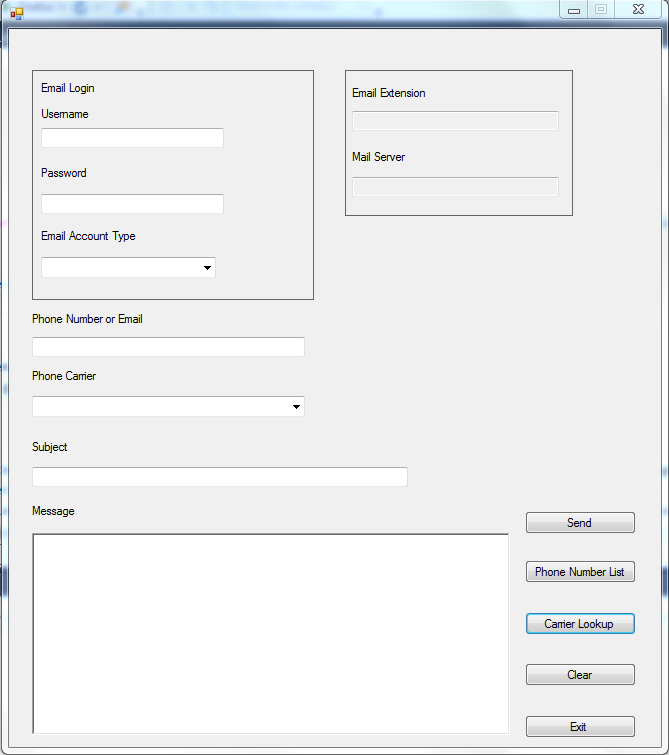 Email Login
Username
Password
Email Account Type
Email Extension
Mail Server
Phone Number or Email
Phone Carrier
Subject
Message
Send
Phone Number List
Carrier Lookup
Clear
Exit